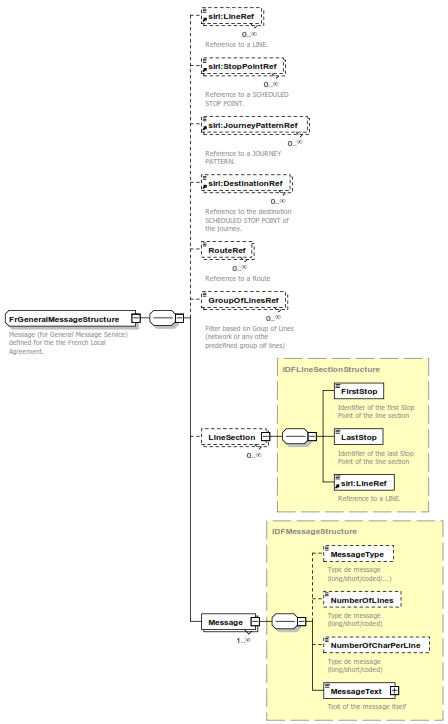 siri:LineRef
0..∞
Reference to a LINE.
siri:StopPointRef
0..∞
Reference to a SCHEDULED
STOP POINT.
siri:JourneyPatternRef
0..∞
Reference to a JOURNEY
PATTERN.
siri:DestinationRef
0..∞
Reference to the destination
SCHEDULED STOP POINT of
the journey.
RouteRef
0..∞
Reference to a Route
GroupOfLinesRef
0..∞
Filter based on Goup of Lines
(network or any othe
predefined group olf lines)
FrGeneralMessageStructure
Message (for General Message Service)
defined for the the French Local
Agreement.
IDFLineSectionStructure
FirstStop
Identifier of the first Stop
Point of the line section
LineSection
0..∞
LastStop
Identifier of the last Stop
Point of the line section
siri:LineRef
Reference to a LINE.
IDFMessageStructure
MessageType
Type de message
(long/short/coded/...)
NumberOfLines
Type de message
(long/short/coded)
Message
1..∞
NumberOfCharPerLine
Type de message
(long/short/coded)
MessageText
Text of the message itself